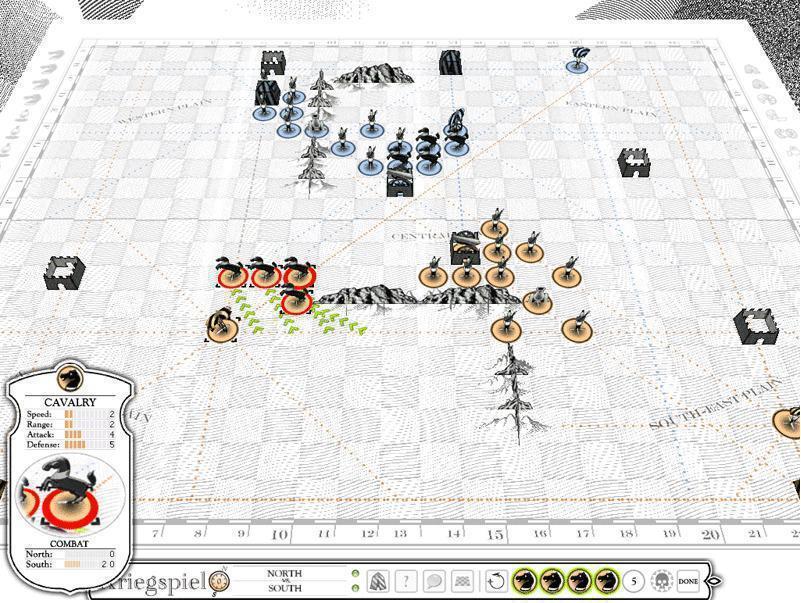 WESTERN PLAIN
EASTERN PLAIN
CENTRAL
SOUTH-EAST PLAIN
CAVALRY
Speed: 2
Range: 2
Attack: 4
Defense: 5
COMBAT
North: 0
South: 20
7 8 9 10 11 12 13 14 15 16 17 18 19 20 21
kriegspiel
N
S
NORTH
VS.
SOUTH
?
5
DONE